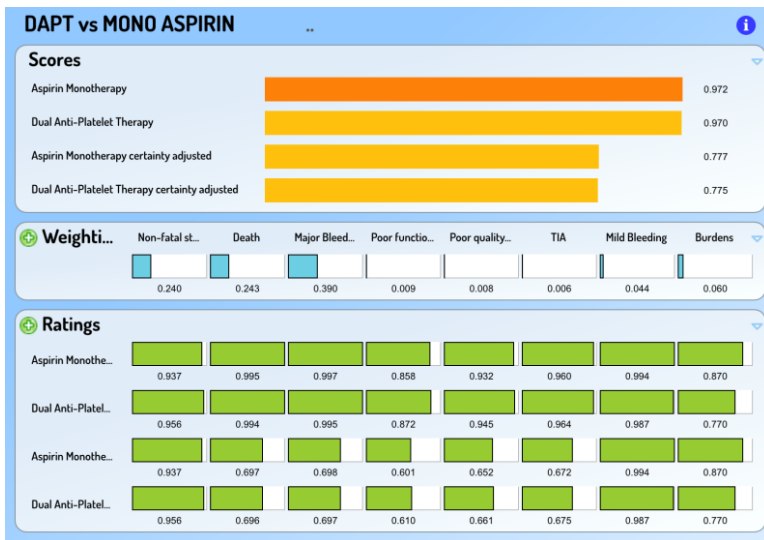 DAPT vs MONO ASPIRIN ..
Scores
Aspirin Monotherapy 0.972
Dual Anti-Platelet Therapy 0.970
Aspirin Monotherapy certainty adjusted 0.777
Dual Anti-Platelet Therapy certainty adjusted 0.775
Weighti... Non-fatal st... Death Major Bleed... Poor functio... Poor quality... TIA Mild Bleeding Burdens
0.240 0.243 0.390 0.009 0.008 0.006 0.044 0.060
Ratings
Aspirin Monothe...
0.937 0.995 0.997 0.858 0.932 0.960 0.994 0.870
Dual Anti-Platel...
0.956 0.994 0.995 0.872 0.945 0.964 0.987 0.770
Aspirin Monothe...
0.937 0.697 0.698 0.601 0.652 0.672 0.994 0.870
Dual Anti-Platel...
0.956 0.696 0.697 0.610 0.661 0.675 0.987 0.770